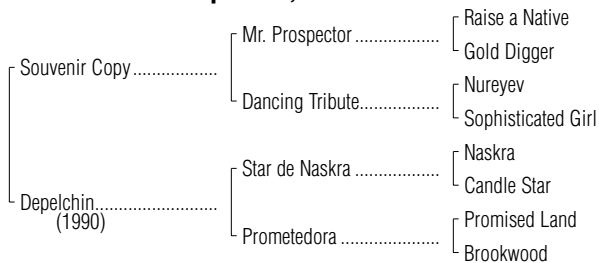 Raise a Native
Mr. Prospector ..................
Gold Digger
Souvenir Copy ..................
Nureyev
Dancing Tribute.................
Sophisticated Girl
Naskra
Star de Naskra ...................
Candle Star
Depelchin..........................
(1990)
Promised Land
Prometedora .....................
Brookwood